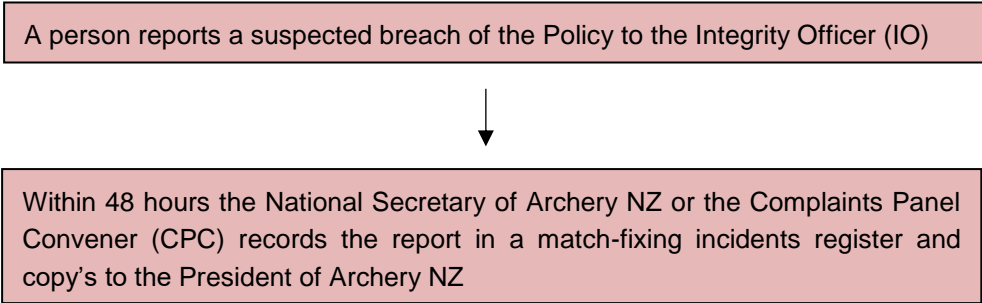 A person reports a suspected breach of the Policy to the Integrity Officer (IO)
Within 48 hours the National Secretary of Archery NZ or the Complaints Panel
Convener (CPC) records the report in a match-fixing incidents register and
copy’s to the President of Archery NZ